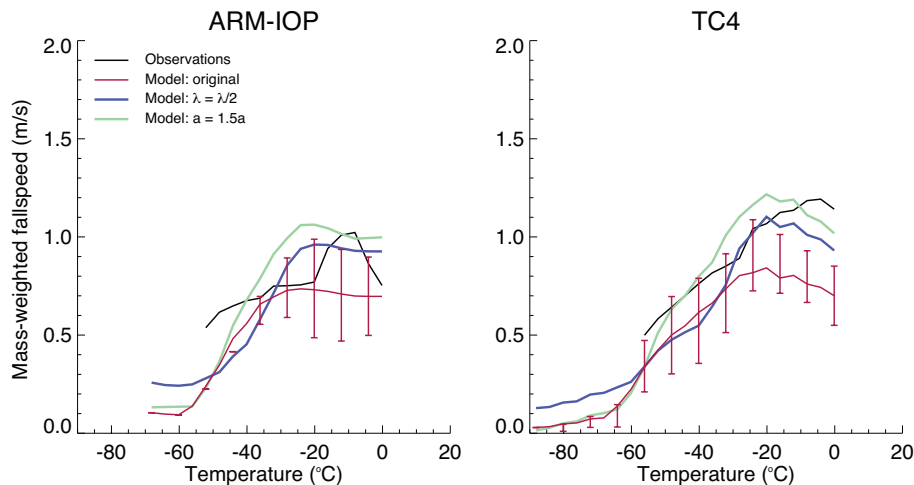 ARM-IOP
TC4
2.0
1.5
1.0
0.5
0.0
Observations
Model: original
Model: λ = λ/2
Model: a = 1.5a
Mass-weighted fallspeed (m/s)
-80 -60 -40 -20 0 20
Temperature (°C)
2.0
1.5
1.0
0.5
0.0
-80 -60 -40 -20 0 20
Temperature (°C)